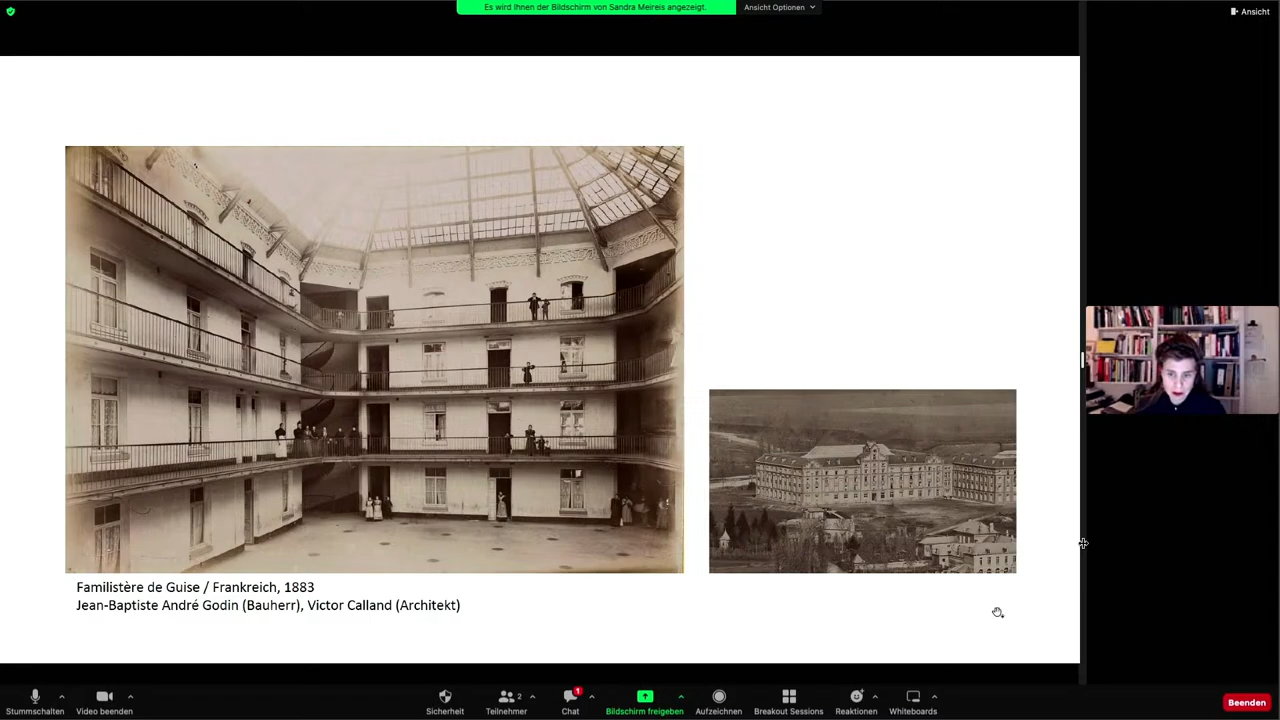 Es wird Ihnen der Bildschirm von Sandra Meireis angezeigt.
Ansicht Optionen
Ansicht
Familistère de Guise / Frankreich, 1883
Jean-Baptiste André Godin (Bauherr), Victor Calland (Architekt)
Stummschalten
Video beenden
Sicherheit
2
Teilnehmer
1
Chat
Bildschirm freigeben
Aufzeichnen
Breakout Sessions
Reaktionen
Whiteboards
Beenden